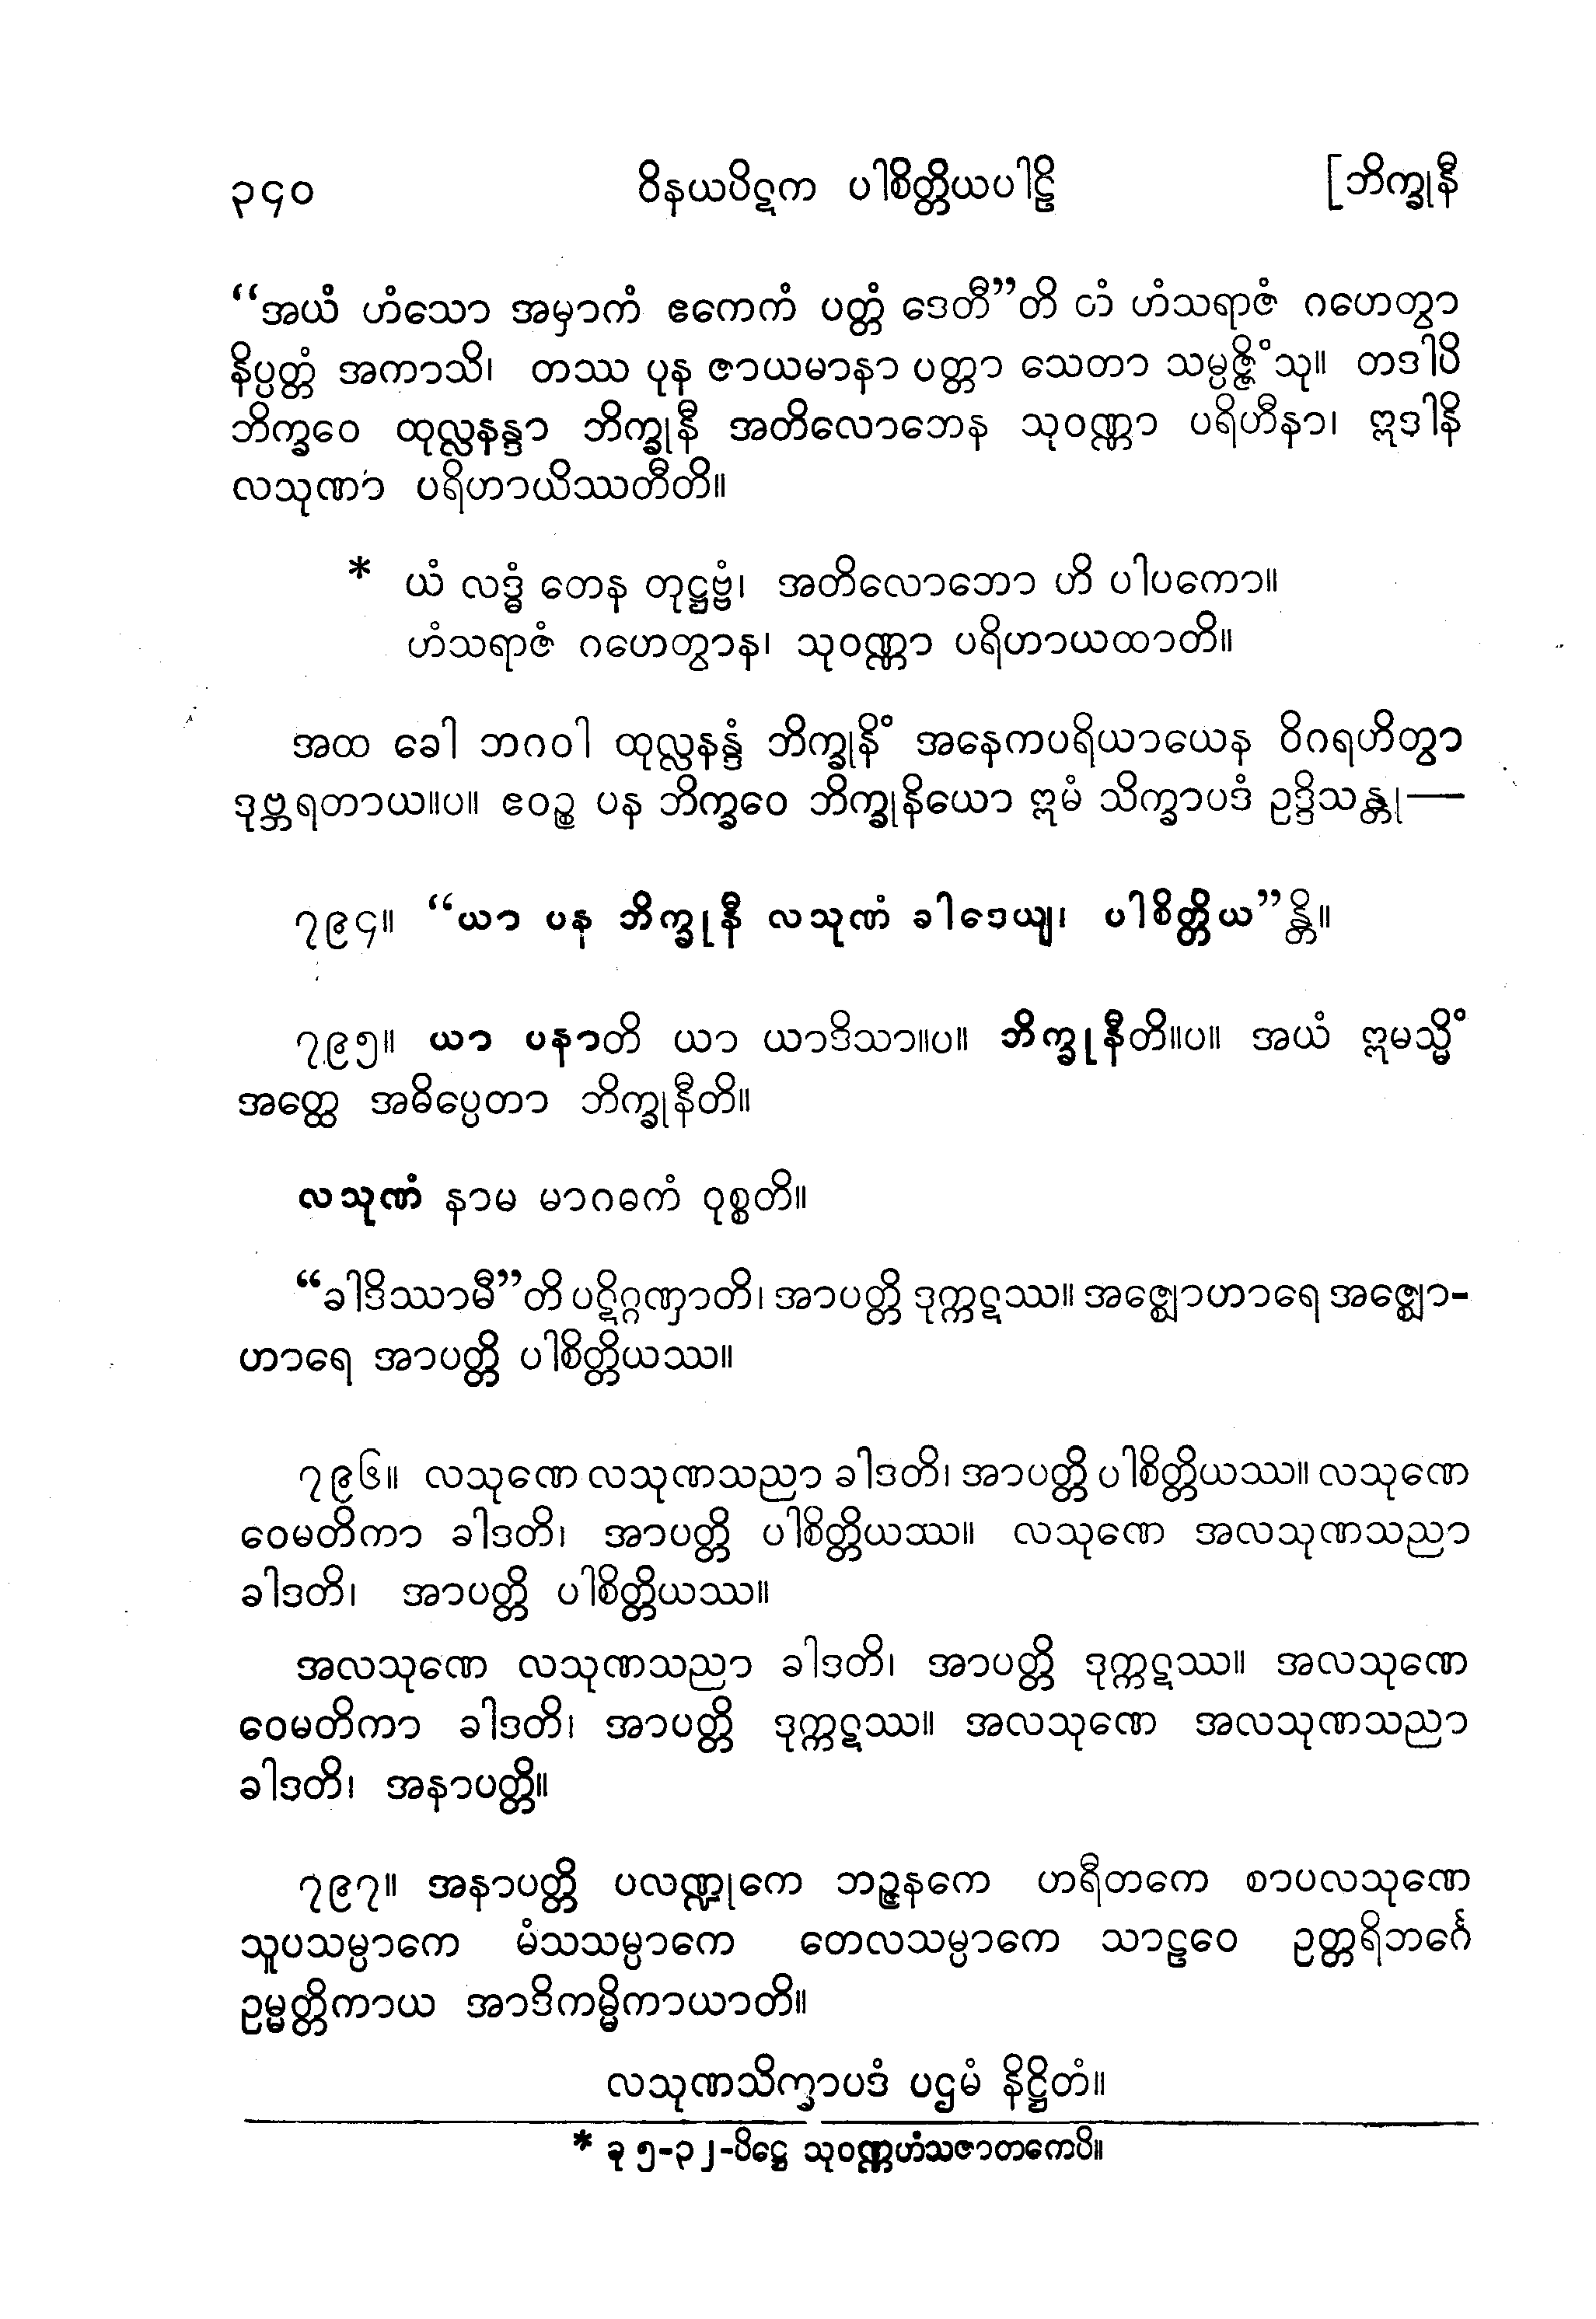 ၃၄၀ ဝိနယပိဋက ပါစိတ္တိယပါဠိ [ဘိက္ခုနီ
“အယံ ဟံသော အမှာကံ ဧကေကံ ပတ္တံ ဒေတီ”တိ တံ ဟံသရာဇံ ဂဟေတွာ
နိပ္ပတ္တံ အကာသိ၊ တဿ ပုန ဇာယမာနာ ပတ္တာ သေတာ သမ္ပဇ္ဇိံသု။ တဒါပိ
ဘိက္ခဝေ ထုလ္လနန္ဒာ ဘိက္ခုနီ အတိလောဘေန သုဝဏ္ဏာ ပရိဟီနာ၊ ဣဒါနိ
လသုဏာ ပရိဟာယိဿတီတိ။
* ယံ လဒ္ဓံ တေန တုဋ္ဌဗ္ဗံ၊ အတိလောဘော ဟိ ပါပကော။
ဟံသရာဇံ ဂဟေတွာန၊ သုဝဏ္ဏာ ပရိဟာယထာတိ။
အထ ခေါ ဘဂဝါ ထုလ္လနန္ဒံ ဘိက္ခုနိံ အနေကပရိယာယေန ဝိဂရဟိတွာ
ဒုဗ္ဘရတာယ။ပ။ ဧဝဉ္စ ပန ဘိက္ခဝေ ဘိက္ခုနိယော ဣမံ သိက္ခာပဒံ ဥဒ္ဒိသန္တု—
၇၉၄။ “ယာ ပန ဘိက္ခုနီ လသုဏံ ခါဒေယျ၊ ပါစိတ္တိယ”န္တိ။
၇၉၅။ ယာ ပနာတိ ယာ ယာဒိသာ။ပ။ ဘိက္ခုနီတိ။ပ။ အယံ ဣမသ္မိံ
အတ္ထေ အဓိပ္ပေတာ ဘိက္ခုနီတိ။
လသုဏံ နာမ မာဂဓကံ ဝုစ္စတိ။
“ခါဒိဿာမီ”တိ ပဋိဂ္ဂဏှာတိ၊ အာပတ္တိ ဒုက္ကဋဿ။ အဇ္ဈောဟာရေ အဇ္ဈော-
ဟာရေ အာပတ္တိ ပါစိတ္တိယဿ။
၇၉၆။ လသုဏေ လသုဏသညာ ခါဒတိ၊ အာပတ္တိ ပါစိတ္တိယဿ။ လသုဏေ
ဝေမတိကာ ခါဒတိ၊ အာပတ္တိ ပါစိတ္တိယဿ။ လသုဏေ အလသုဏသညာ
ခါဒတိ၊ အာပတ္တိ ပါစိတ္တိယဿ။
အလသုဏေ လသုဏသညာ ခါဒတိ၊ အာပတ္တိ ဒုက္ကဋဿ။ အလသုဏေ
ဝေမတိကာ ခါဒတိ၊ အာပတ္တိ ဒုက္ကဋဿ။ အလသုဏေ အလသုဏသညာ
ခါဒတိ၊ အနာပတ္တိ။
၇၉၇။ အနာပတ္တိ ပလဏ္ဍုကေ ဘဉ္ဇနကေ ဟရီတကေ စာပလသုဏေ
သူပသမ္ပာကေ မံသသမ္ပာကေ တေလသမ္ပာကေ သာဠဝေ ဥတ္တရိဘင်္ဂေ
ဥမ္မတ္တိကာယ အာဒိကမ္မိကာယာတိ။
လသုဏသိက္ခာပဒံ ပဌမံ နိဋ္ဌိတံ။
* ခု ၅-၃၂-ပိဋ္ဌေ သုဝဏ္ဏဟံသဇာတကေပိ။